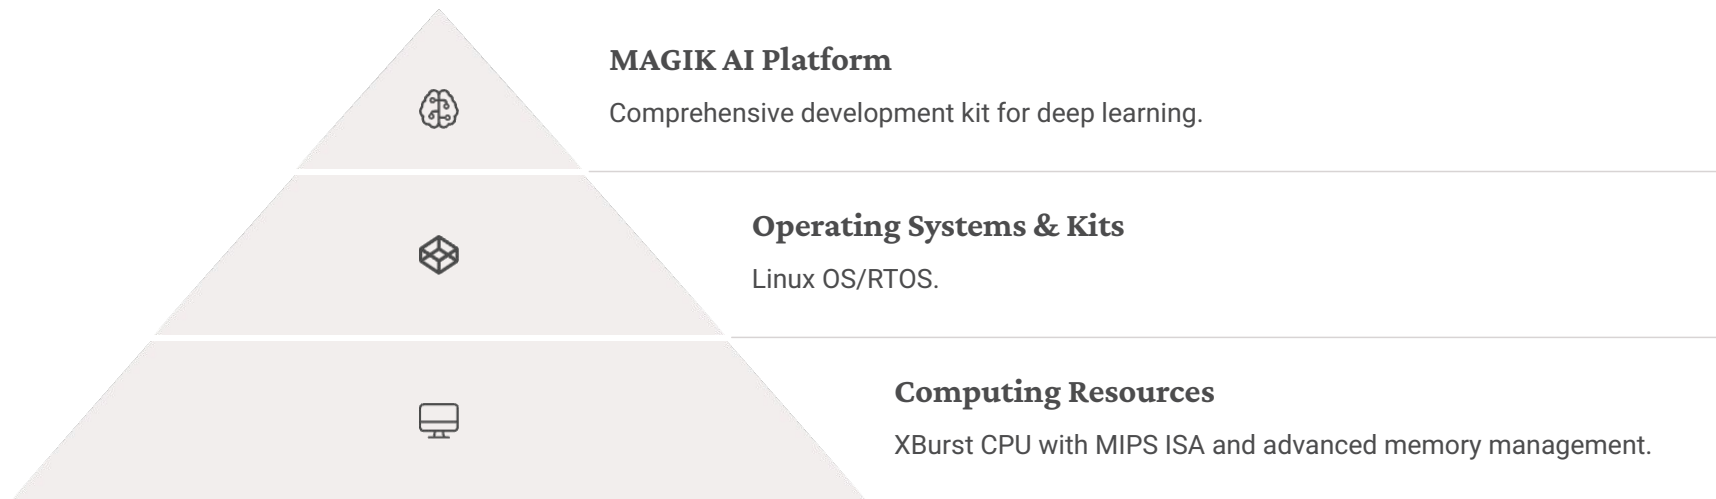 MAGIK AI Platform
Comprehensive development kit for deep learning.
Operating Systems & Kits
Linux OS/RTOS.
Computing Resources
XBurst CPU with MIPS ISA and advanced memory management.